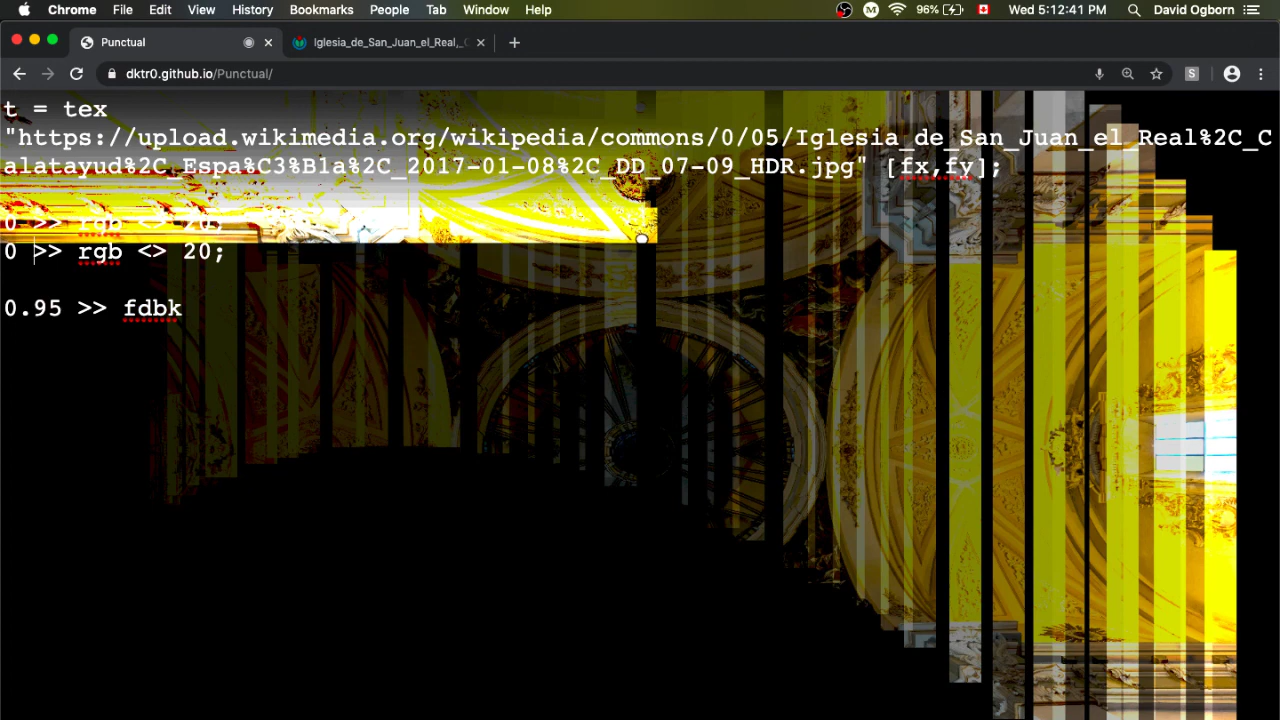 Chrome File Edit View History Bookmarks People Tab Window Help M 96% Wed 5:12:41 PM David Ogborn
Punctual Iglesia_de_San_Juan_el_Real,_
dktr0.github.io/Punctual/ S
t = tex
"https://upload.wikimedia.org/wikipedia/commons/0/05/Iglesia_de_San_Juan_el_Real%2C_C
alatayud%2C_Espa%C3%B1a%2C_2017-01-08%2C_DD_07-09_HDR.jpg" [fx,fy];
0 >> rgb <> 20;
0 >> rgb <> 20;
0.95 >> fdbk